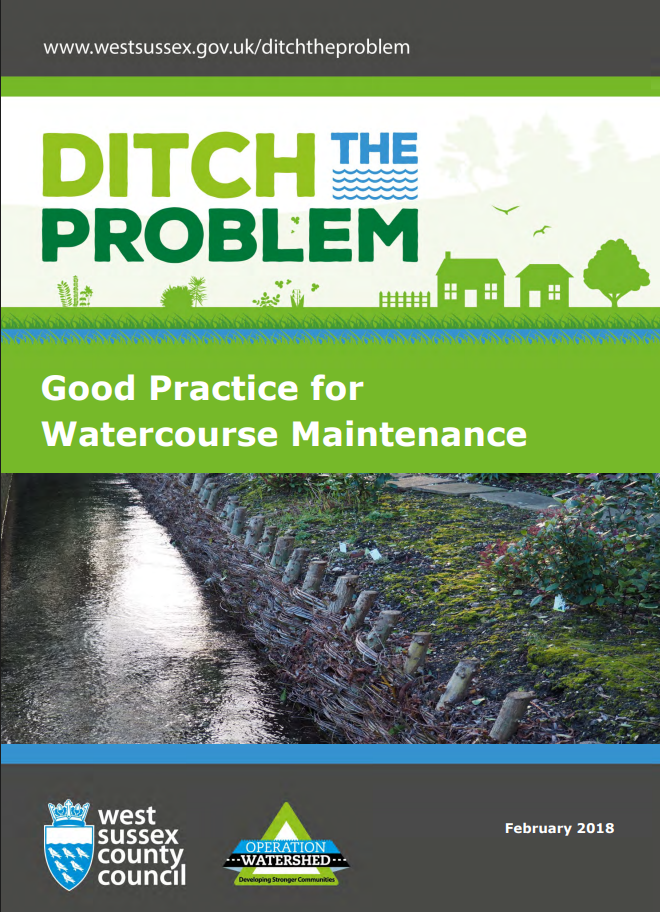 www.westsussex.gov.uk/ditchtheproblem
DITCH THE
PROBLEM
Good Practice for
Watercourse Maintenance
west
sussex
county
council
OPERATION
WATERSHED
Developing Stronger Communities
February 2018